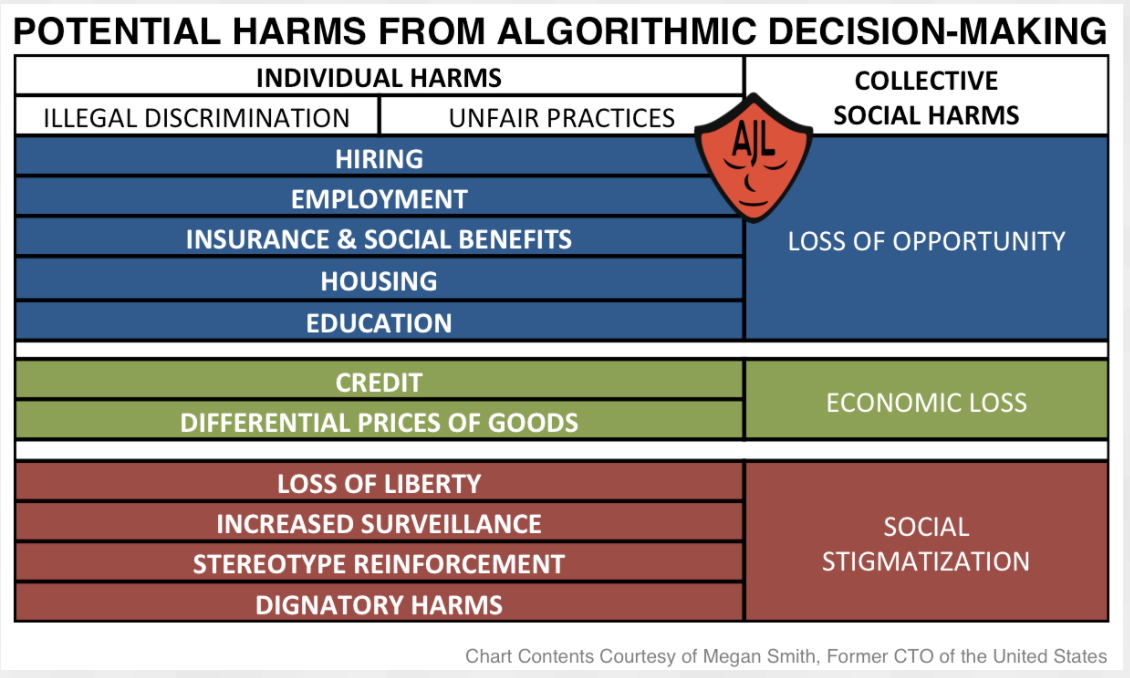 POTENTIAL HARMS FROM ALGORITHMIC DECISION-MAKING
INDIVIDUAL HARMS
COLLECTIVE
SOCIAL HARMS
ILLEGAL DISCRIMINATION
UNFAIR PRACTICES
AJL
HIRING
EMPLOYMENT
INSURANCE & SOCIAL BENEFITS
HOUSING
EDUCATION
LOSS OF OPPORTUNITY
CREDIT
DIFFERENTIAL PRICES OF GOODS
ECONOMIC LOSS
LOSS OF LIBERTY
INCREASED SURVEILLANCE
STEREOTYPE REINFORCEMENT
DIGNATORY HARMS
SOCIAL
STIGMATIZATION
Chart Contents Courtesy of Megan Smith, Former CTO of the United States